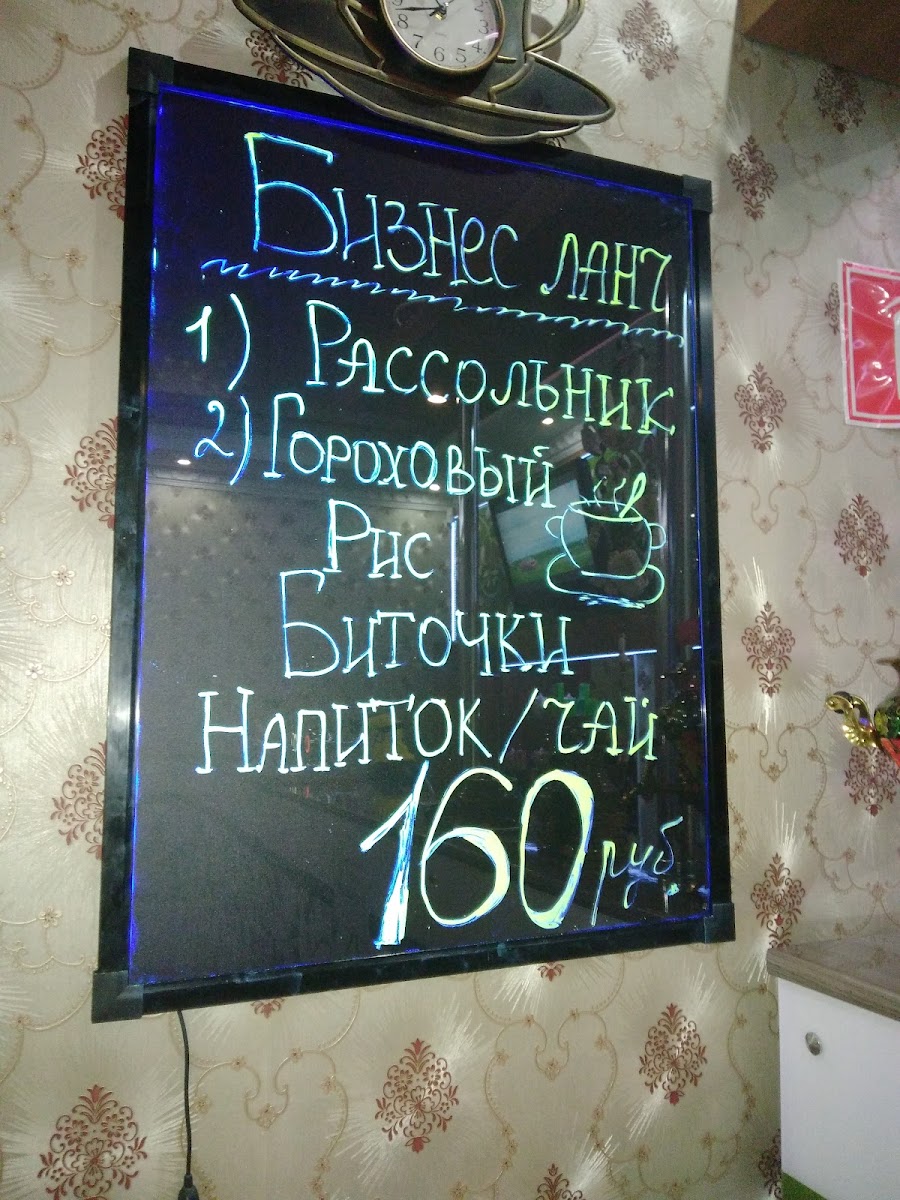 Бизнес ланч
1) Рассольник
2) Гороховый
Рис
Биточки
Напиток/чай
160 руб.